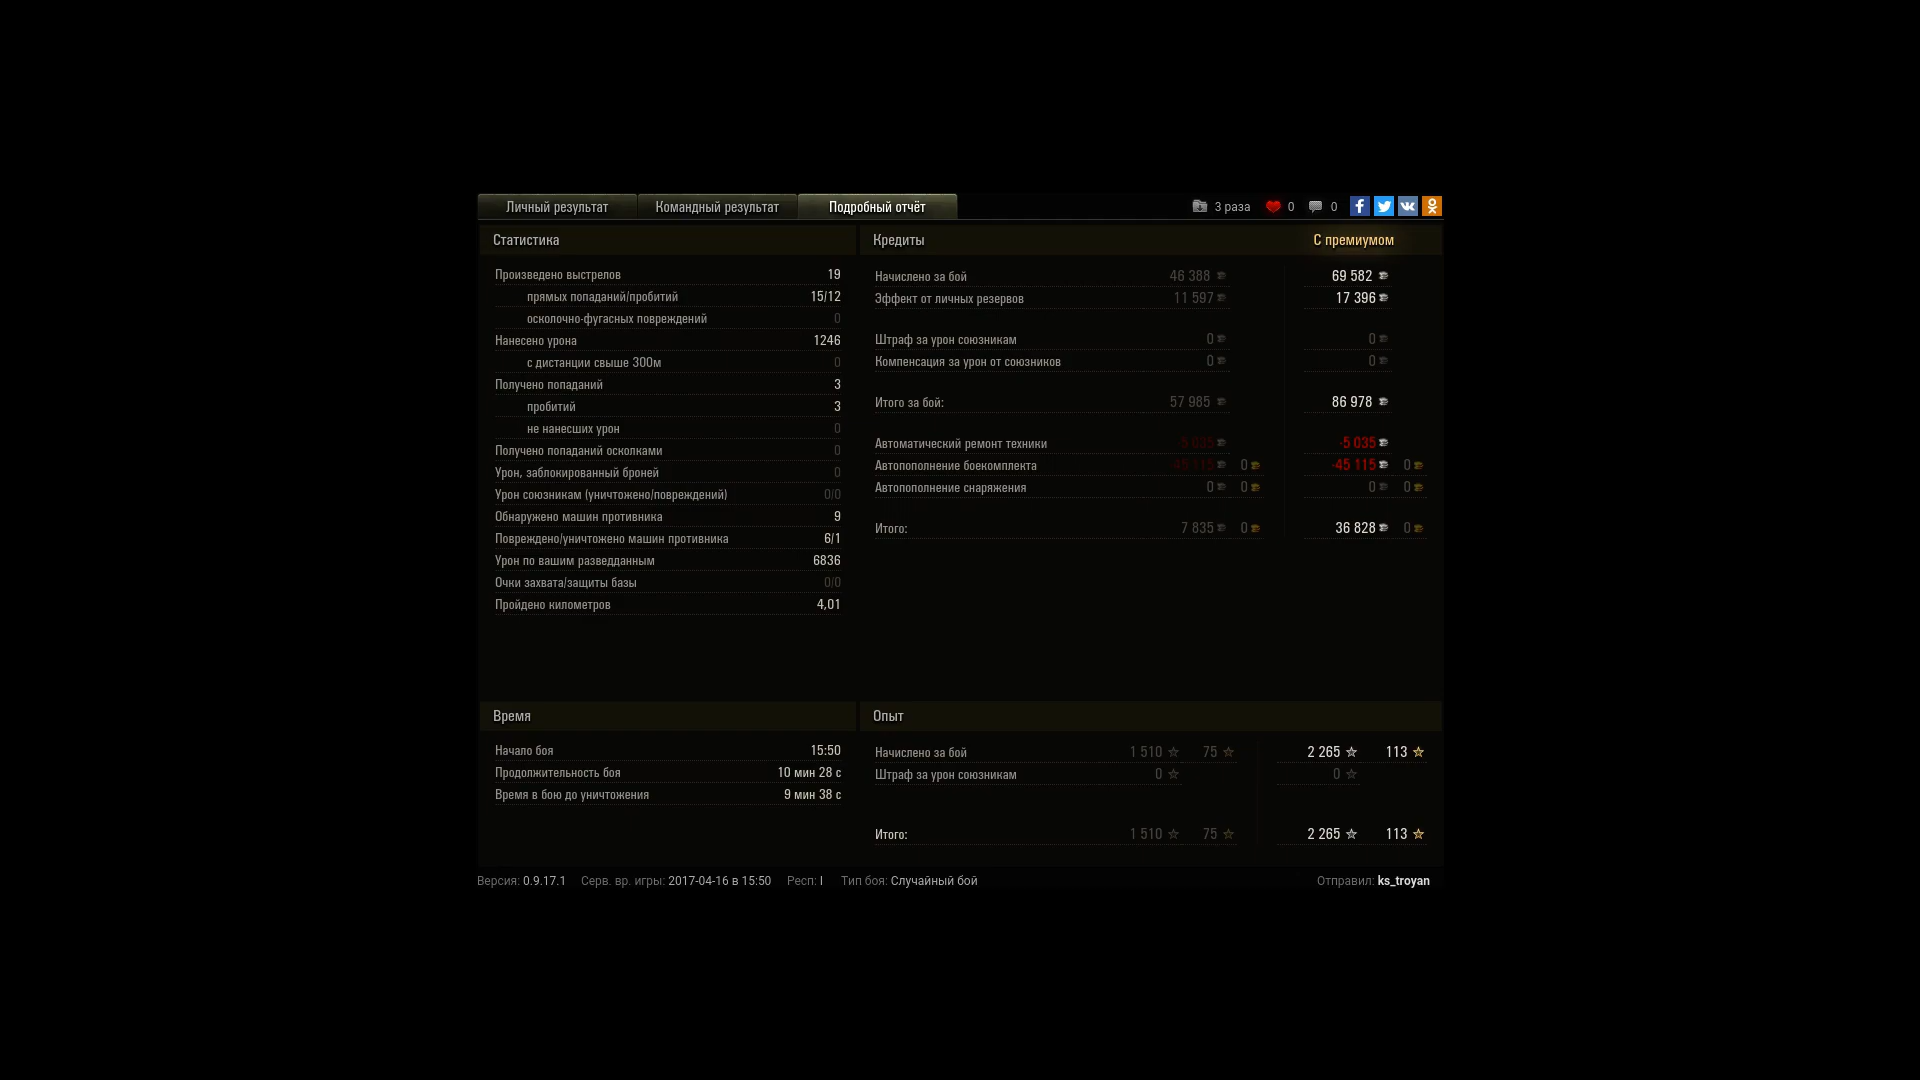 Личный результат Командный результат Подробный отчёт 3 раза 0 0
Статистика
Произведено выстрелов 19
прямых попаданий/пробитий 15/12
осколочно-фугасных повреждений 0
Нанесено урона 1246
с дистанции свыше 300м 0
Получено попаданий 3
пробитий 3
не нанесших урон 0
Получено попаданий осколками 0
Урон, заблокированный броней 0
Урон союзникам (уничтожено/повреждений) 0/0
Обнаружено машин противника 9
Повреждено/уничтожено машин противника 6/1
Урон по вашим разведданным 6836
Очки захвата/защиты базы 0/0
Пройдено километров 4,01
Кредиты С премиумом
Начислено за бой 46 388 69 582
Эффект от личных резервов 11 597 17 396
Штраф за урон союзникам 0 0
Компенсация за урон от союзников 0 0
Итого за бой: 57 985 86 978
Автоматический ремонт техники -5 035 -5 035
Автопополнение боекомплекта -45 115 0 -45 115 0
Автопополнение снаряжения 0 0 0 0
Итого: 7 835 0 36 828 0
Время
Начало боя 15:50
Продолжительность боя 10 мин 28 с
Время в бою до уничтожения 9 мин 38 с
Опыт
Начислено за бой 1 510 75 2 265 113
Штраф за урон союзникам 0 0
Итого: 1 510 75 2 265 113
Версия: 0.9.17.1 Серв. вр. игры: 2017-04-16 в 15:50 Респ: I Тип боя: Случайный бой Отправил: ks_troyan